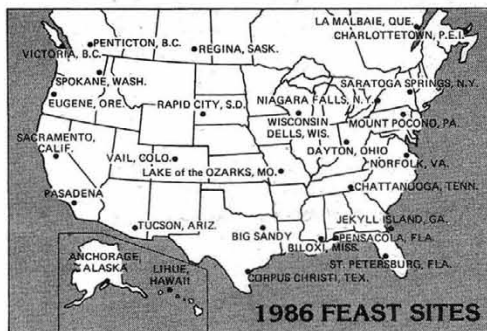 LA MALBAIE, QUE.
CHARLOTTETOWN, P.E.I.
PENTICTON, B.C.
VICTORIA, B.C.
REGINA, SASK.
SPOKANE, WASH.
SARATOGA SPRINGS, N.Y.
EUGENE, ORE.
RAPID CITY, S.D.
NIAGARA FALLS, N.Y.
WISCONSIN
DELLS, WIS.
MOUNT POCONO, PA.
SACRAMENTO,
CALIF.
VAIL, COLO.
DAYTON, OHIO
NORFOLK, VA.
LAKE of the OZARKS, MO.
CHATTANOOGA, TENN.
PASADENA
JEKYLL ISLAND, GA.
TUCSON, ARIZ.
BIG SANDY
PENSACOLA, FLA.
BILOXI, MISS.
ANCHORAGE,
ALASKA
LIHUE,
HAWAII
ST. PETERSBURG, FLA.
CORPUS CHRISTI, TEX.
1986 FEAST SITES